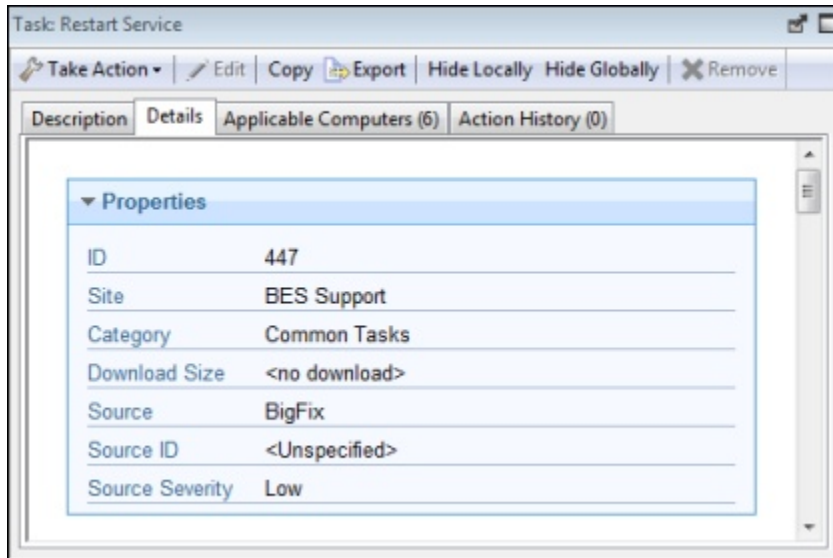 Task: Restart Service
Take Action Edit Copy Export Hide Locally Hide Globally Remove
Description Details Applicable Computers (6) Action History (0)
Properties
ID 447
Site BES Support
Category Common Tasks
Download Size <no download>
Source BigFix
Source ID <Unspecified>
Source Severity Low